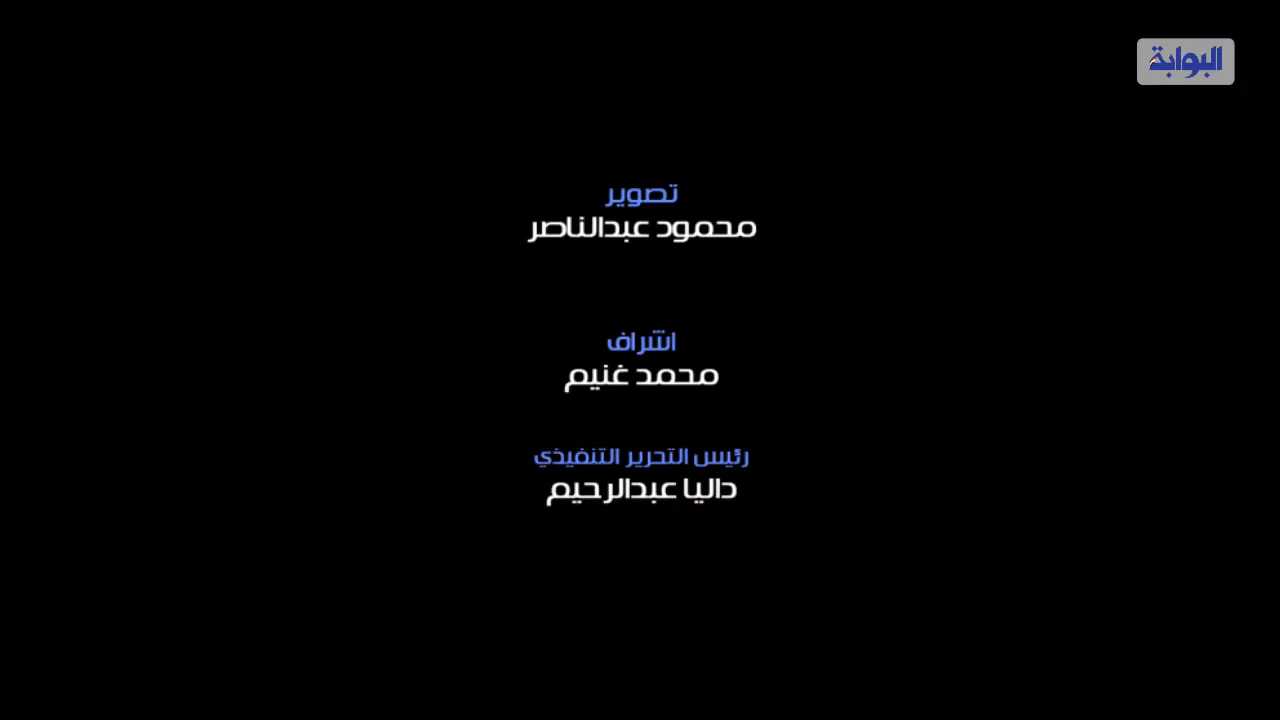 البوابة
تصوير
محمود عبدالناصر
اشراف
محمد غنيم
رئيس التحرير التنفيذي
داليا عبدالرحيم